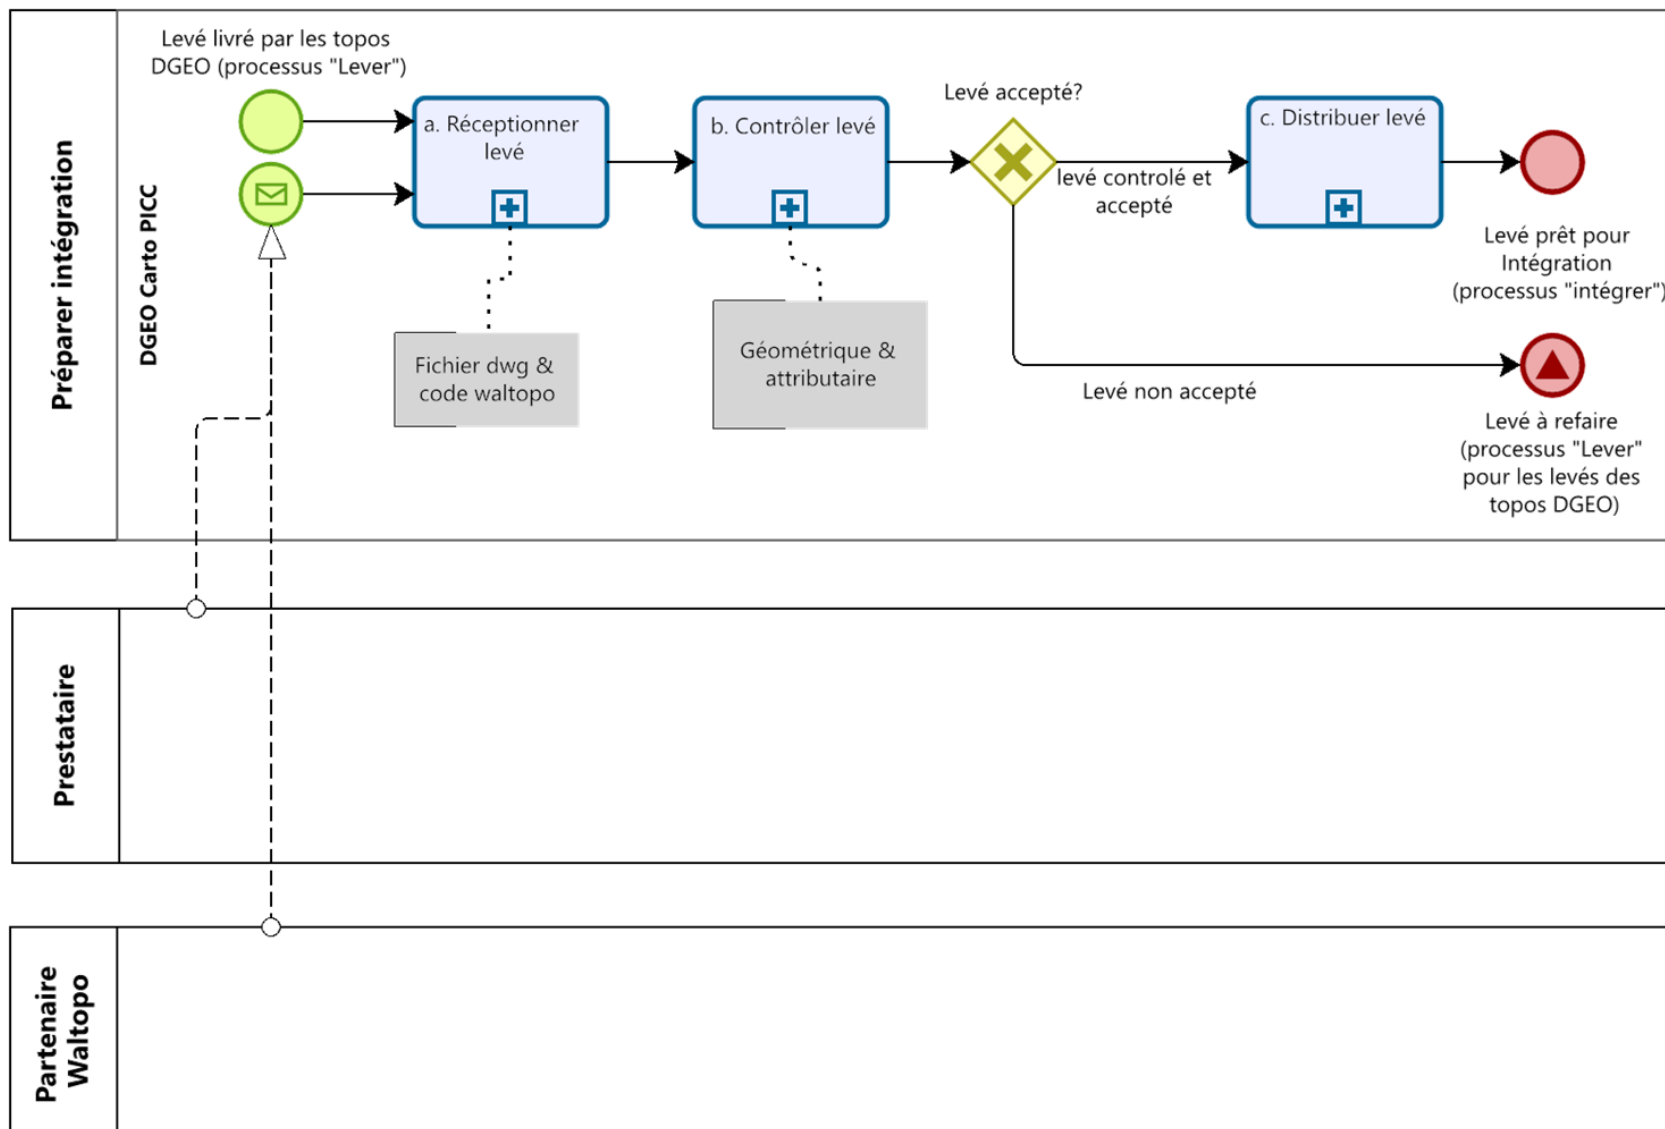 Préparer intégration
DGEO Carto PICC
Levé livré par les topos
DGEO (processus "Lever")
a. Réceptionner
levé
b. Contrôler levé
Levé accepté?
levé controlé et
accepté
c. Distribuer levé
Levé prêt pour
Intégration
(processus "intégrer")
Fichier dwg &
code waltopo
Géométrique &
attributaire
Levé non accepté
Levé à refaire
(processus "Lever"
pour les levés des
topos DGEO)
Prestataire
Partenaire
Waltopo